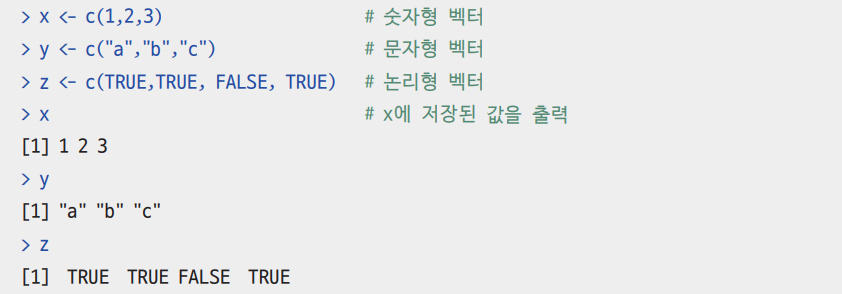 > x <- c(1,2,3) # 숫자형 벡터
> y <- c("a","b","c") # 문자형 벡터
> z <- c(TRUE,TRUE, FALSE, TRUE) # 논리형 벡터
> x # x에 저장된 값을 출력
[1] 1 2 3
> y
[1] "a" "b" "c"
> z
[1] TRUE TRUE FALSE TRUE